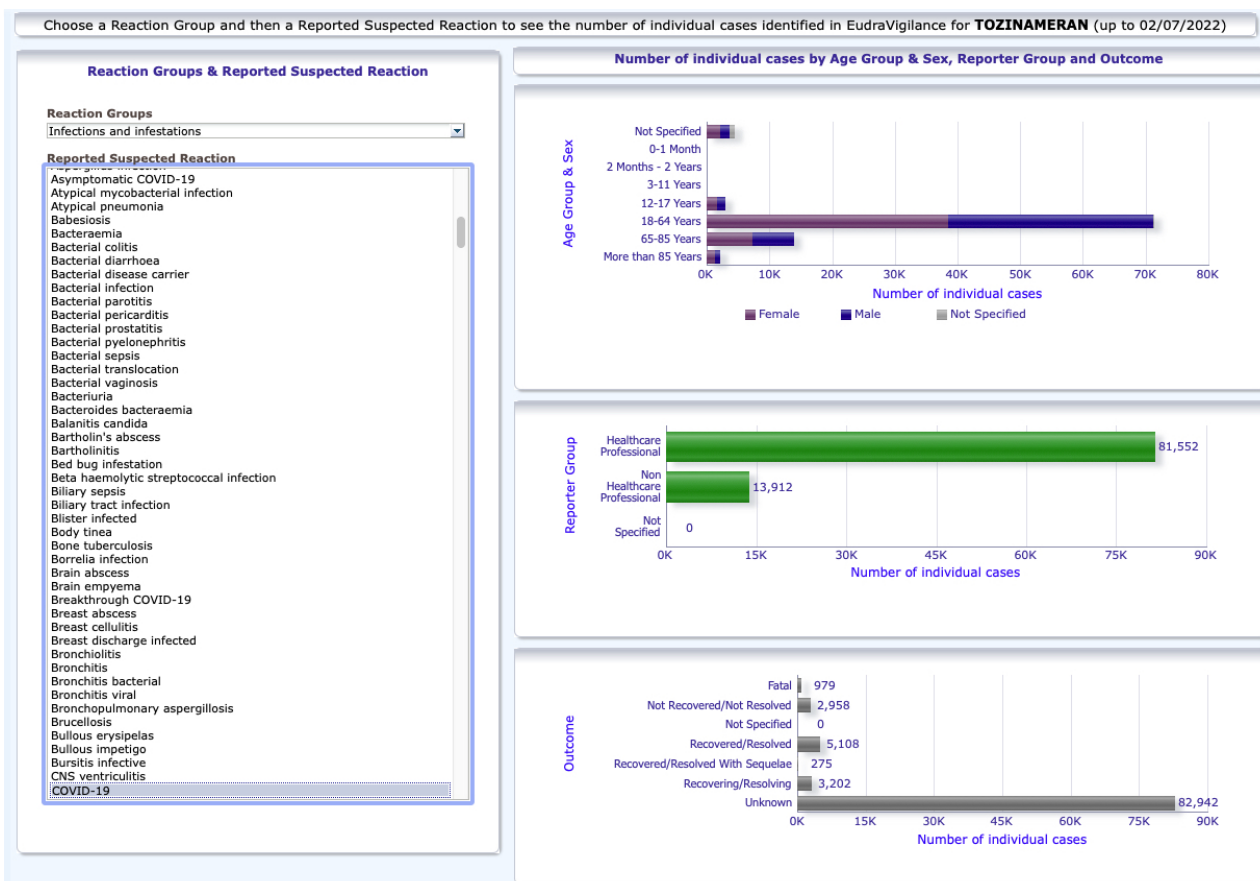 Choose a Reaction Group and then a Reported Suspected Reaction to see the number of individual cases identified in EudraVigilance for TOZINAMERAN (up to 02/07/2022)
Reaction Groups & Reported Suspected Reaction
Reaction Groups
Infections and infestations
Reported Suspected Reaction
Asymptomatic COVID-19
Atypical mycobacterial infection
Atypical pneumonia
Babesiosis
Bacteraemia
Bacterial colitis
Bacterial diarrhoea
Bacterial disease carrier
Bacterial infection
Bacterial parotitis
Bacterial pericarditis
Bacterial prostatitis
Bacterial pyelonephritis
Bacterial sepsis
Bacterial translocation
Bacterial vaginosis
Bacteriuria
Bacteroides bacteraemia
Balanitis candida
Bartholin's abscess
Bartholinitis
Bed bug infestation
Beta haemolytic streptococcal infection
Biliary sepsis
Biliary tract infection
Blister infected
Body tinea
Bone tuberculosis
Borrelia infection
Brain abscess
Brain empyema
Breakthrough COVID-19
Breast abscess
Breast cellulitis
Breast discharge infected
Bronchiolitis
Bronchitis
Bronchitis bacterial
Bronchitis viral
Bronchopulmonary aspergillosis
Brucellosis
Bullous erysipelas
Bullous impetigo
Bursitis infective
CNS ventriculitis
COVID-19
Number of individual cases by Age Group & Sex, Reporter Group and Outcome
Age Group & Sex
Not Specified
0-1 Month
2 Months - 2 Years
3-11 Years
12-17 Years
18-64 Years
65-85 Years
More than 85 Years
0K 10K 20K 30K 40K 50K 60K 70K 80K
Number of individual cases
Female Male Not Specified
Reporter Group
Healthcare
Professional
81,552
Non
Healthcare
Professional
13,912
Not
Specified
0
0K 15K 30K 45K 60K 75K 90K
Number of individual cases
Outcome
Fatal 979
Not Recovered/Not Resolved 2,958
Not Specified 0
Recovered/Resolved 5,108
Recovered/Resolved With Sequelae 275
Recovering/Resolving 3,202
Unknown 82,942
0K 15K 30K 45K 60K 75K 90K
Number of individual cases